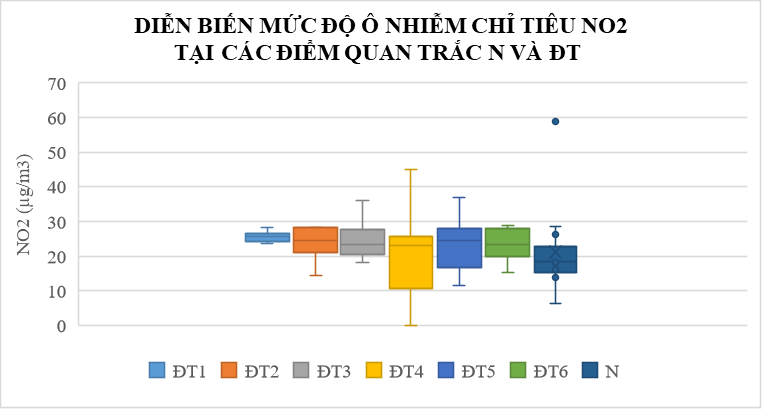 DIỄN BIẾN MỨC ĐỘ Ô NHIỄM CHỈ TIÊU NO2
TẠI CÁC ĐIỂM QUAN TRẮC N VÀ ĐT
70
60
50
40
30
20
10
0
NO2 (µg/m3)
ĐT1 ĐT2 ĐT3 ĐT4 ĐT5 ĐT6 N